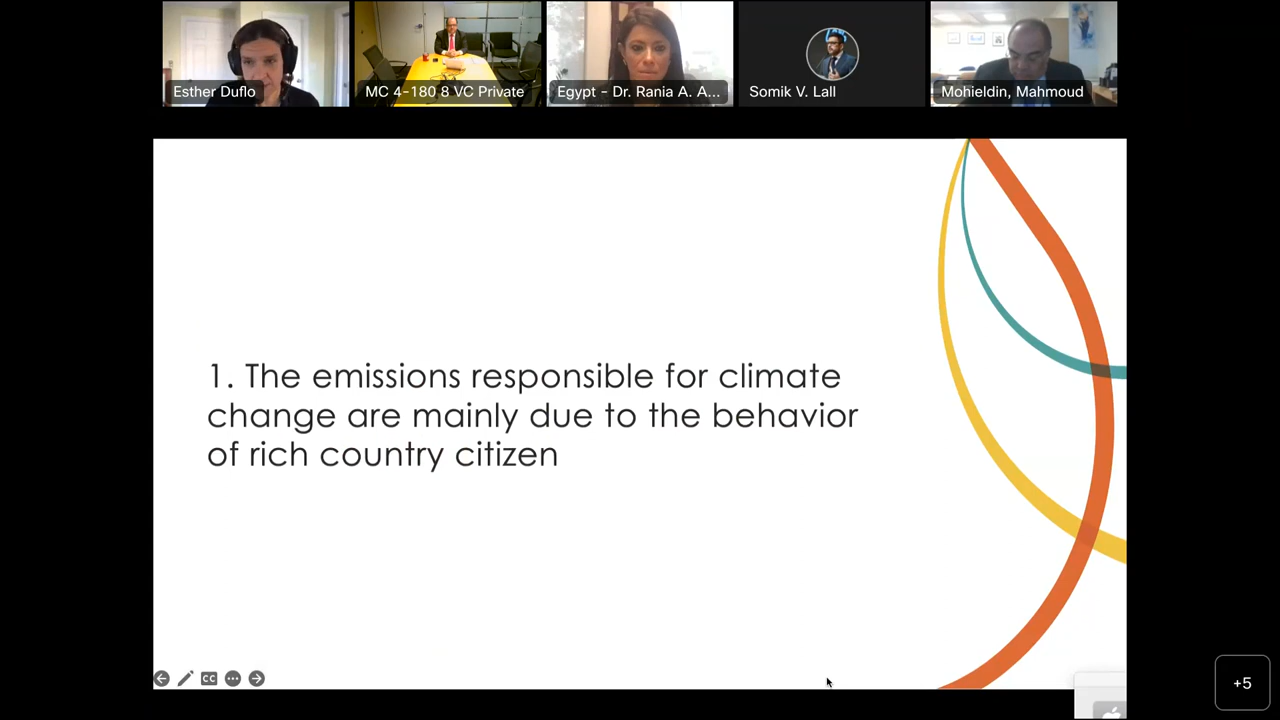 Esther Duflo
MC 4-180 8 VC Private
Egypt - Dr. Rania A. A...
Somik V. Lall
Mohieldin, Mahmoud
1. The emissions responsible for climate
change are mainly due to the behavior
of rich country citizen
CC
+5